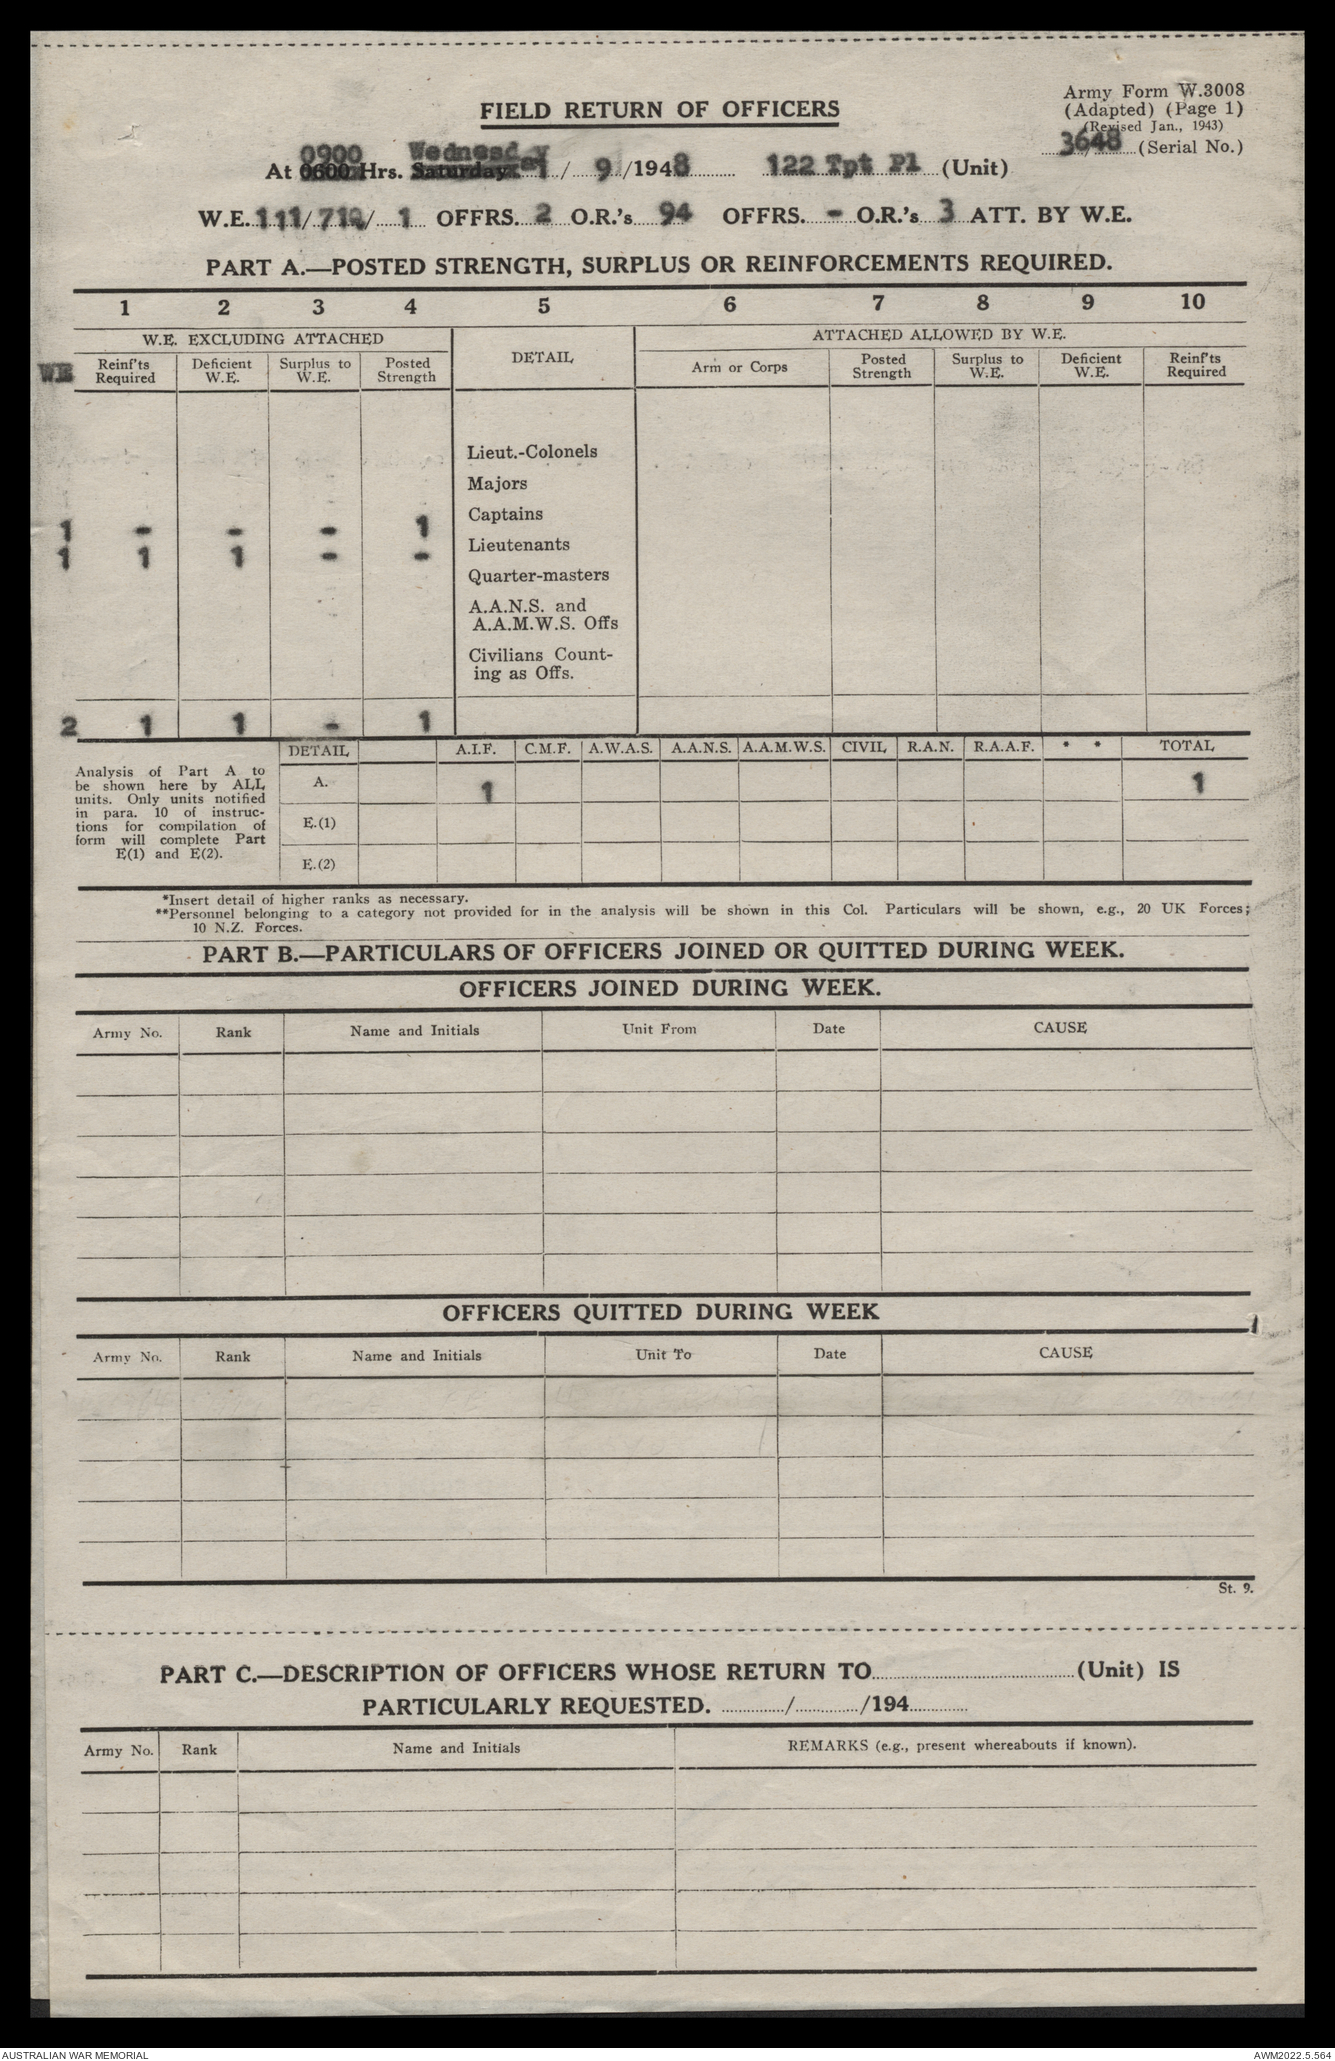 Army Form W.3008
FIELD RETURN OF OFFICERS
(Adapted) (Page 1)
(Revised Jan., 1943)
3648 (Serial No.)
0900 Wednesday
At 0600 Hrs. Saturday 1 / 9 /1948 122 Tpt Pl (Unit)
W.E. 111/ 712/ 1 OFFRS. 2 O.R.'s 94 OFFRS. - O.R.'s 3 ATT. BY W.E.
PART A.—POSTED STRENGTH, SURPLUS OR REINFORCEMENTS REQUIRED.
1 2 3 4 5 6 7 8 9 10
W.E. EXCLUDING ATTACHED DETAIL ATTACHED ALLOWED BY W.E.
WE Reinf'ts Required Deficient W.E. Surplus to W.E. Posted Strength Arm or Corps Posted Strength Surplus to W.E. Deficient W.E. Reinf'ts Required
Lieut.-Colonels
Majors
1 - - - 1 Captains
1 1 1 - - Lieutenants
Quarter-masters
A.A.N.S. and
A.A.M.W.S. Offs
Civilians Count-
ing as Offs.
2 1 1 - 1
DETAIL A.I.F. C.M.F. A.W.A.S. A.A.N.S. A.A.M.W.S. CIVIL R.A.N. R.A.A.F. * * TOTAL
Analysis of Part A to
be shown here by ALL
units. Only units notified
in para. 10 of instruc-
tions for compilation of
form will complete Part
E(1) and E(2).
A. 1 1
E.(1)
E.(2)
*Insert detail of higher ranks as necessary.
**Personnel belonging to a category not provided for in the analysis will be shown in this Col. Particulars will be shown, e.g., 20 UK Forces;
10 N.Z. Forces.
PART B.—PARTICULARS OF OFFICERS JOINED OR QUITTED DURING WEEK.
OFFICERS JOINED DURING WEEK.
Army No. Rank Name and Initials Unit From Date CAUSE
OFFICERS QUITTED DURING WEEK
Army No. Rank Name and Initials Unit To Date CAUSE
St. 9.
PART C.—DESCRIPTION OF OFFICERS WHOSE RETURN TO (Unit) IS
PARTICULARLY REQUESTED. / /194
Army No. Rank Name and Initials REMARKS (e.g., present whereabouts if known).
AUSTRALIAN WAR MEMORIAL AWM2022.5.564